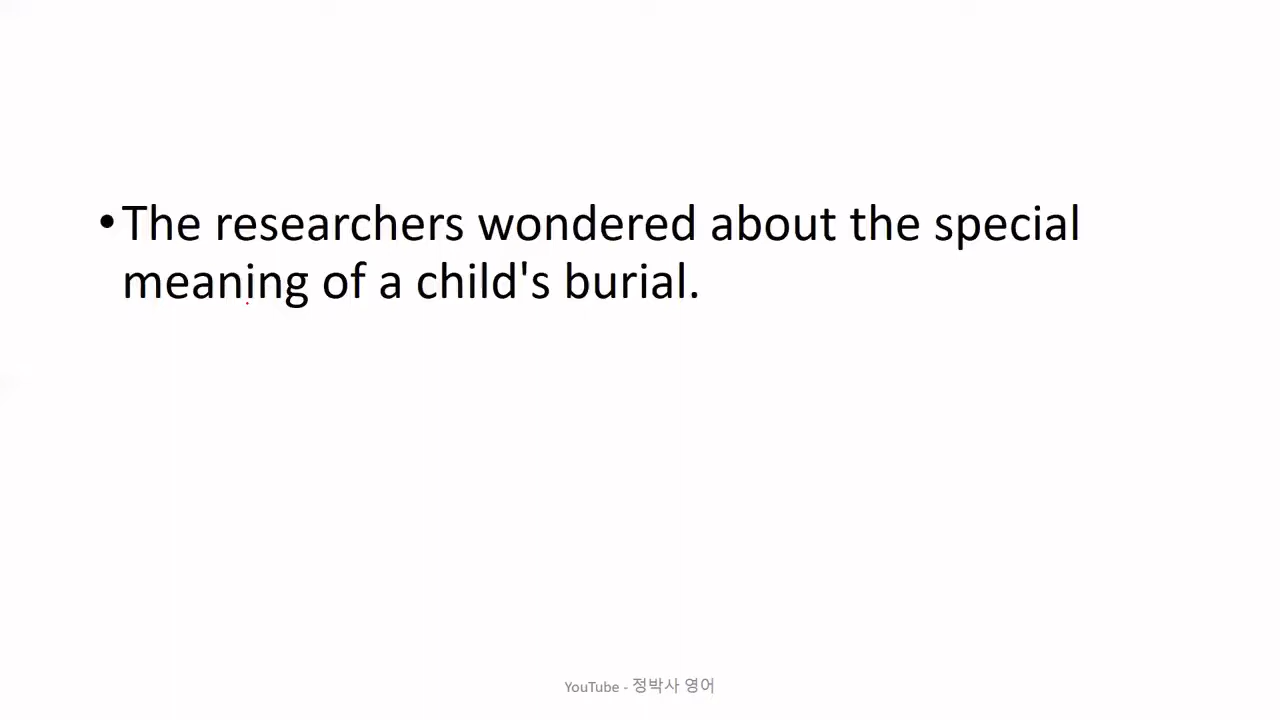 •The researchers wondered about the special
meaning of a child's burial.
YouTube - 정박사 영어